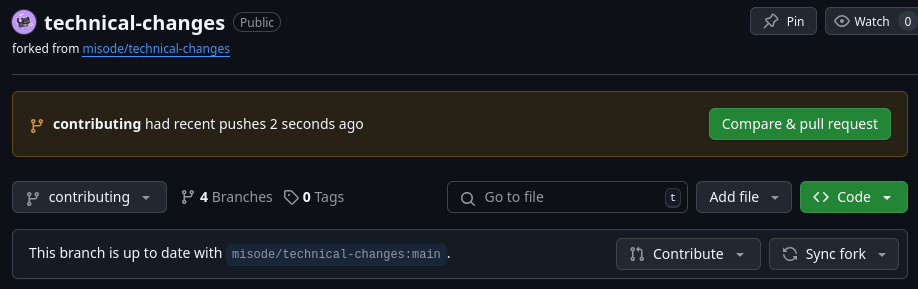 technical-changes Public Pin Watch 0
forked from misode/technical-changes
contributing had recent pushes 2 seconds ago Compare & pull request
contributing 4 Branches 0 Tags Go to file t Add file Code
This branch is up to date with misode/technical-changes:main. Contribute Sync fork